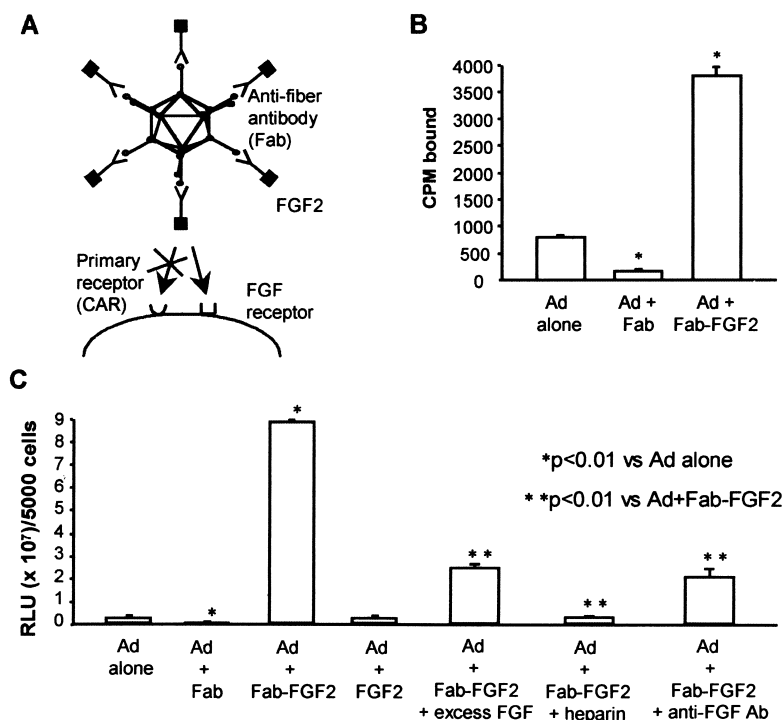 A
Anti-fiber
antibody
(Fab)
FGF2
Primary
receptor
(CAR)
FGF
receptor
B
CPM bound
4000
3500
3000
2500
2000
1500
1000
500
0
*
*
Ad
alone
Ad +
Fab
Ad +
Fab-FGF2
C
RLU (x 10⁷)/5000 cells
9
8
7
6
5
4
3
2
1
0
*
*
**
**
**
*p<0.01 vs Ad alone
**p<0.01 vs Ad+Fab-FGF2
Ad
alone
Ad
+
Fab
Ad
+
Fab-FGF2
Ad
+
FGF2
Ad
+
Fab-FGF2
+ excess FGF
Ad
+
Fab-FGF2
+ heparin
Ad
+
Fab-FGF2
+ anti-FGF Ab